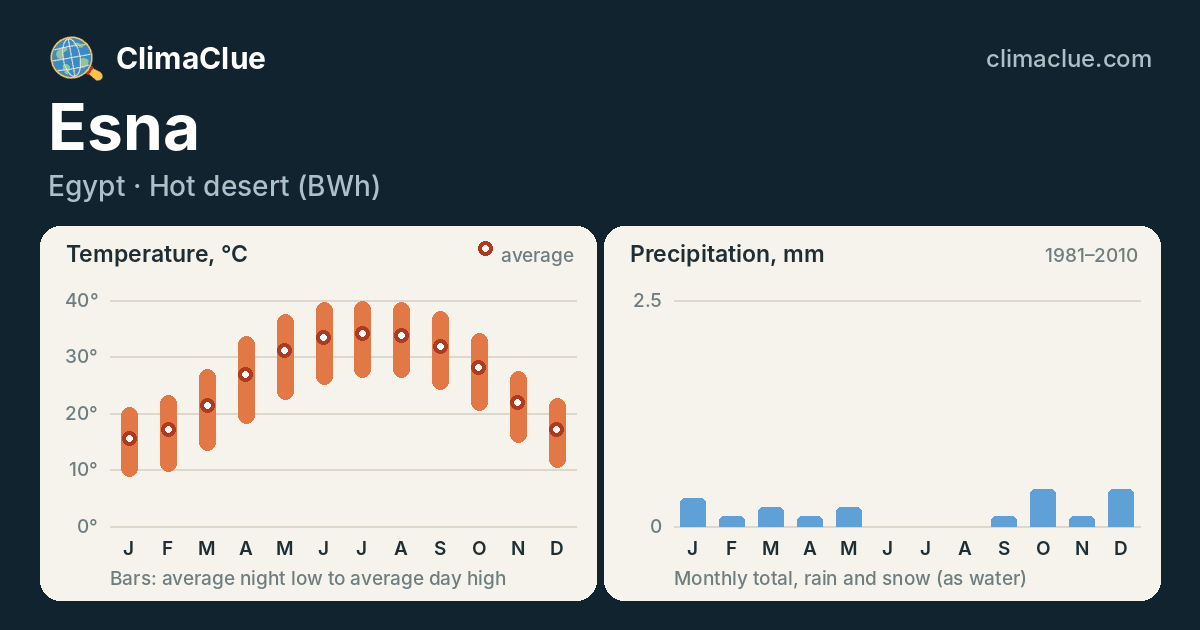 ClimaClue
climaclue.com
Esna
Egypt · Hot desert (BWh)
Temperature, °C
average
40°
30°
20°
10°
0°
J F M A M J J A S O N D
Bars: average night low to average day high
Precipitation, mm
1981–2010
2.5
0
J F M A M J J A S O N D
Monthly total, rain and snow (as water)